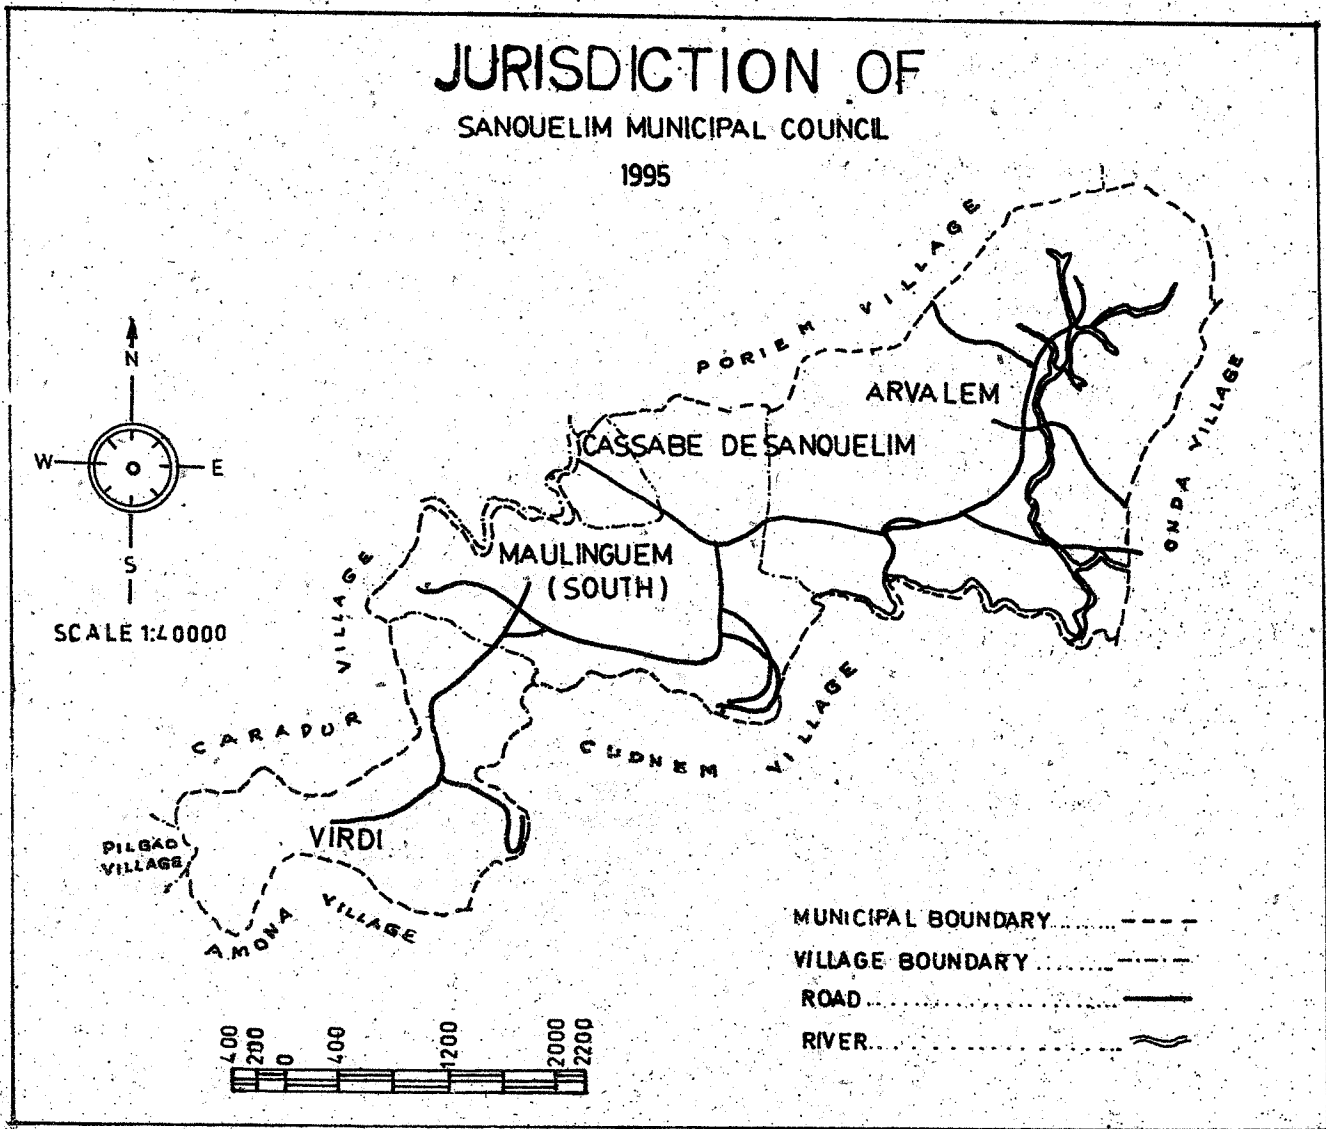 JURISDICTION OF
SANQUELIM MUNICIPAL COUNCIL
1995
N
W
E
S
SCALE 1:40000
PORIEM VILLAGE
ARVALEM
CASSABE DE SANQUELIM
ONDA VILLAGE
MAULINGUEM
(SOUTH)
CARAPUR VILLAGE
CUDNEM VILLAGE
VIRDI
PILGAO
VILLAGE
AMONA VILLAGE
MUNICIPAL BOUNDARY
VILLAGE BOUNDARY
ROAD
RIVER
400 200 0 400 1200 2000 2200